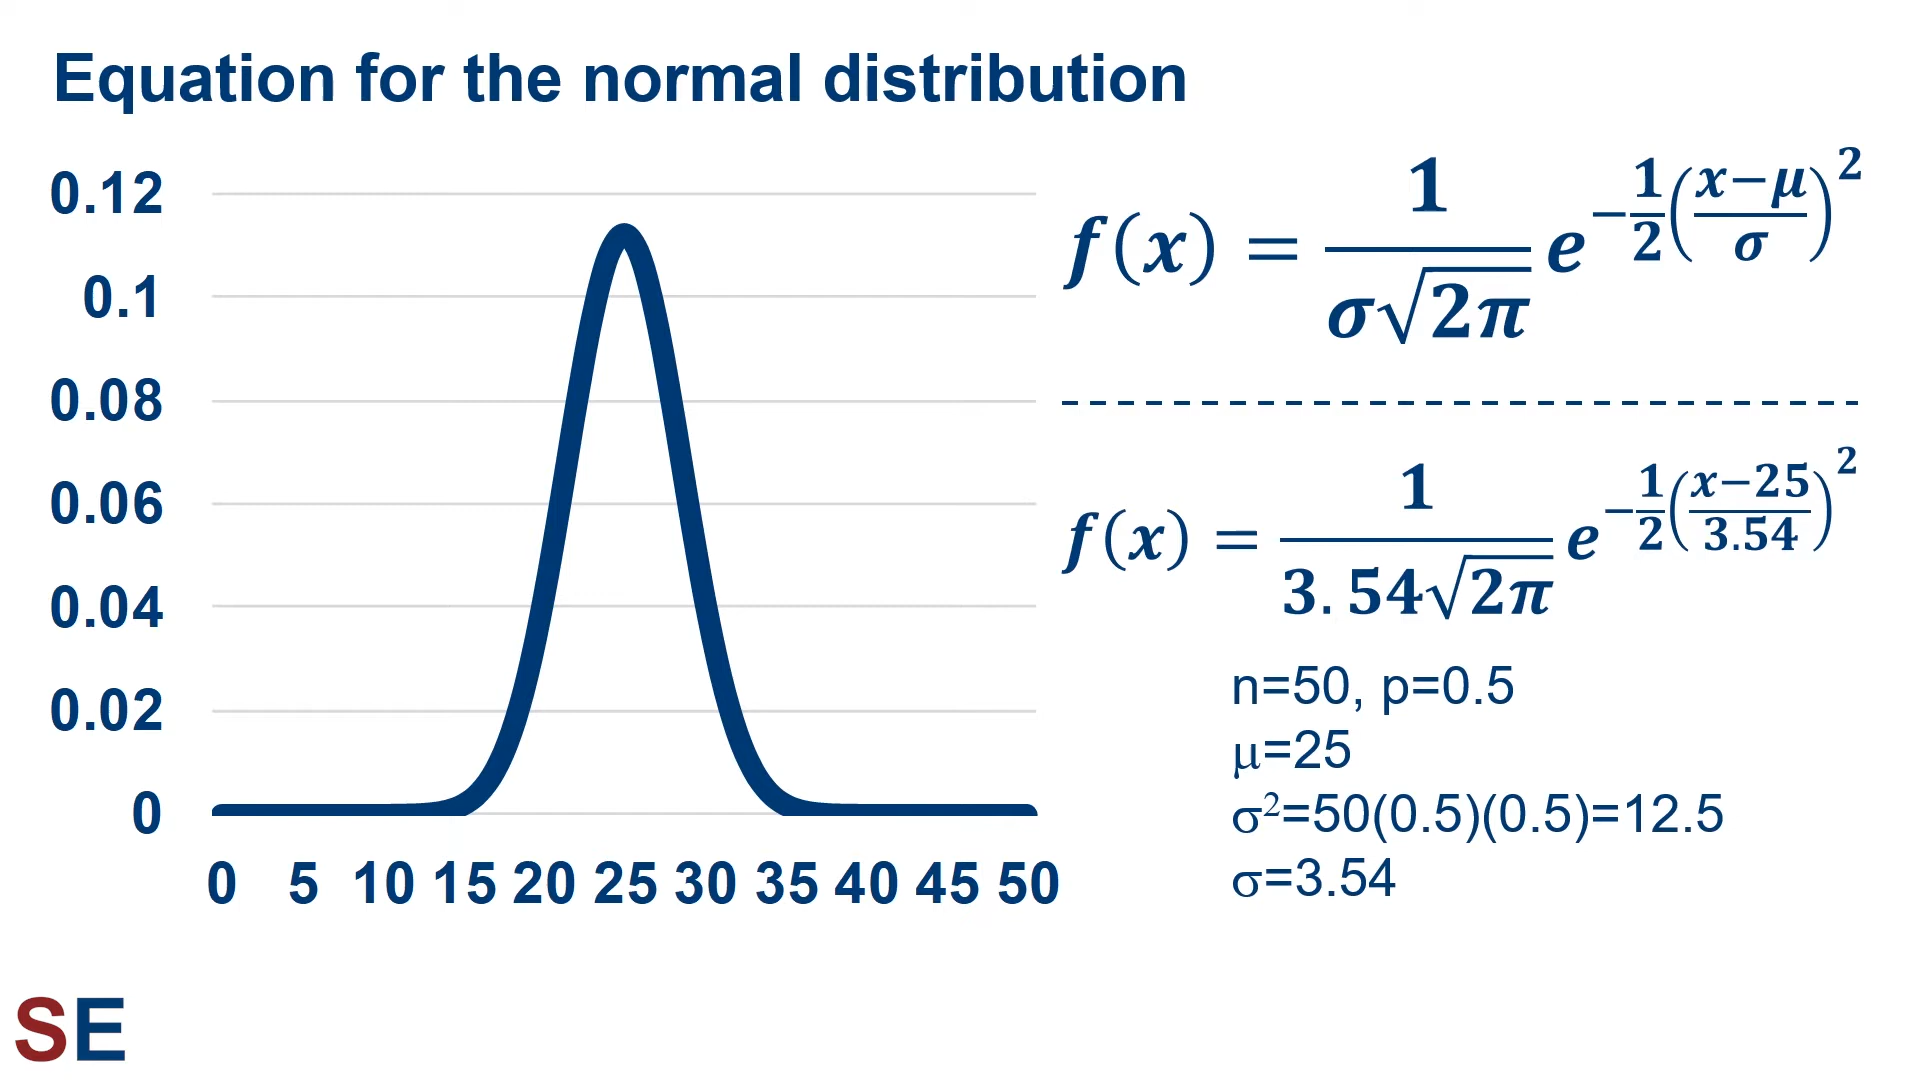 Equation for the normal distribution
0.12
0.1
0.08
0.06
0.04
0.02
0
0 5 10 15 20 25 30 35 40 45 50
f(x) = 1/(σ√2π) e^(−1/2((x−μ)/σ)^2)
f(x) = 1/(3.54√2π) e^(−1/2((x−25)/3.54)^2)
n=50, p=0.5
μ=25
σ²=50(0.5)(0.5)=12.5
σ=3.54
SE